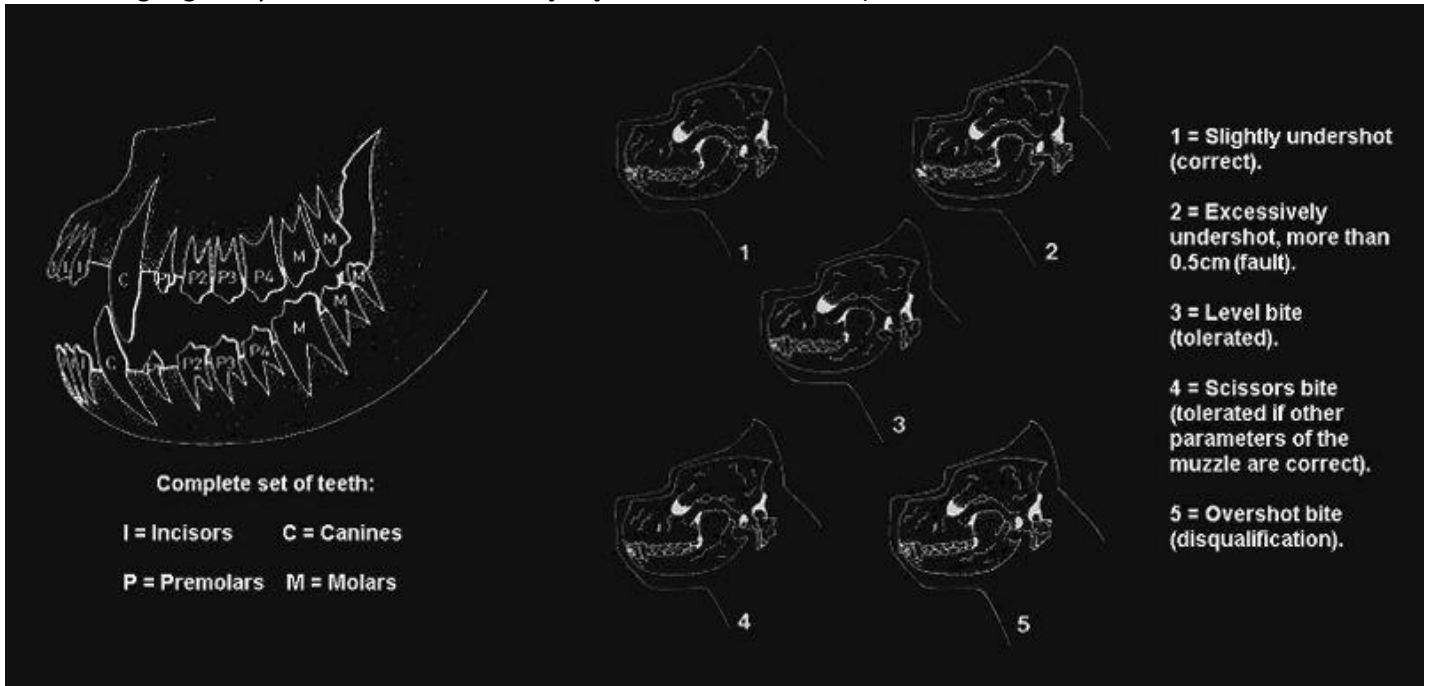 C P2 P3 P4 M M
C P2 P3 P4 M M M
Complete set of teeth:
I = Incisors C = Canines
P = Premolars M = Molars
1
2
3
4
5
1 = Slightly undershot
(correct).
2 = Excessively
undershot, more than
0.5cm (fault).
3 = Level bite
(tolerated).
4 = Scissors bite
(tolerated if other
parameters of the
muzzle are correct).
5 = Overshot bite
(disqualification).